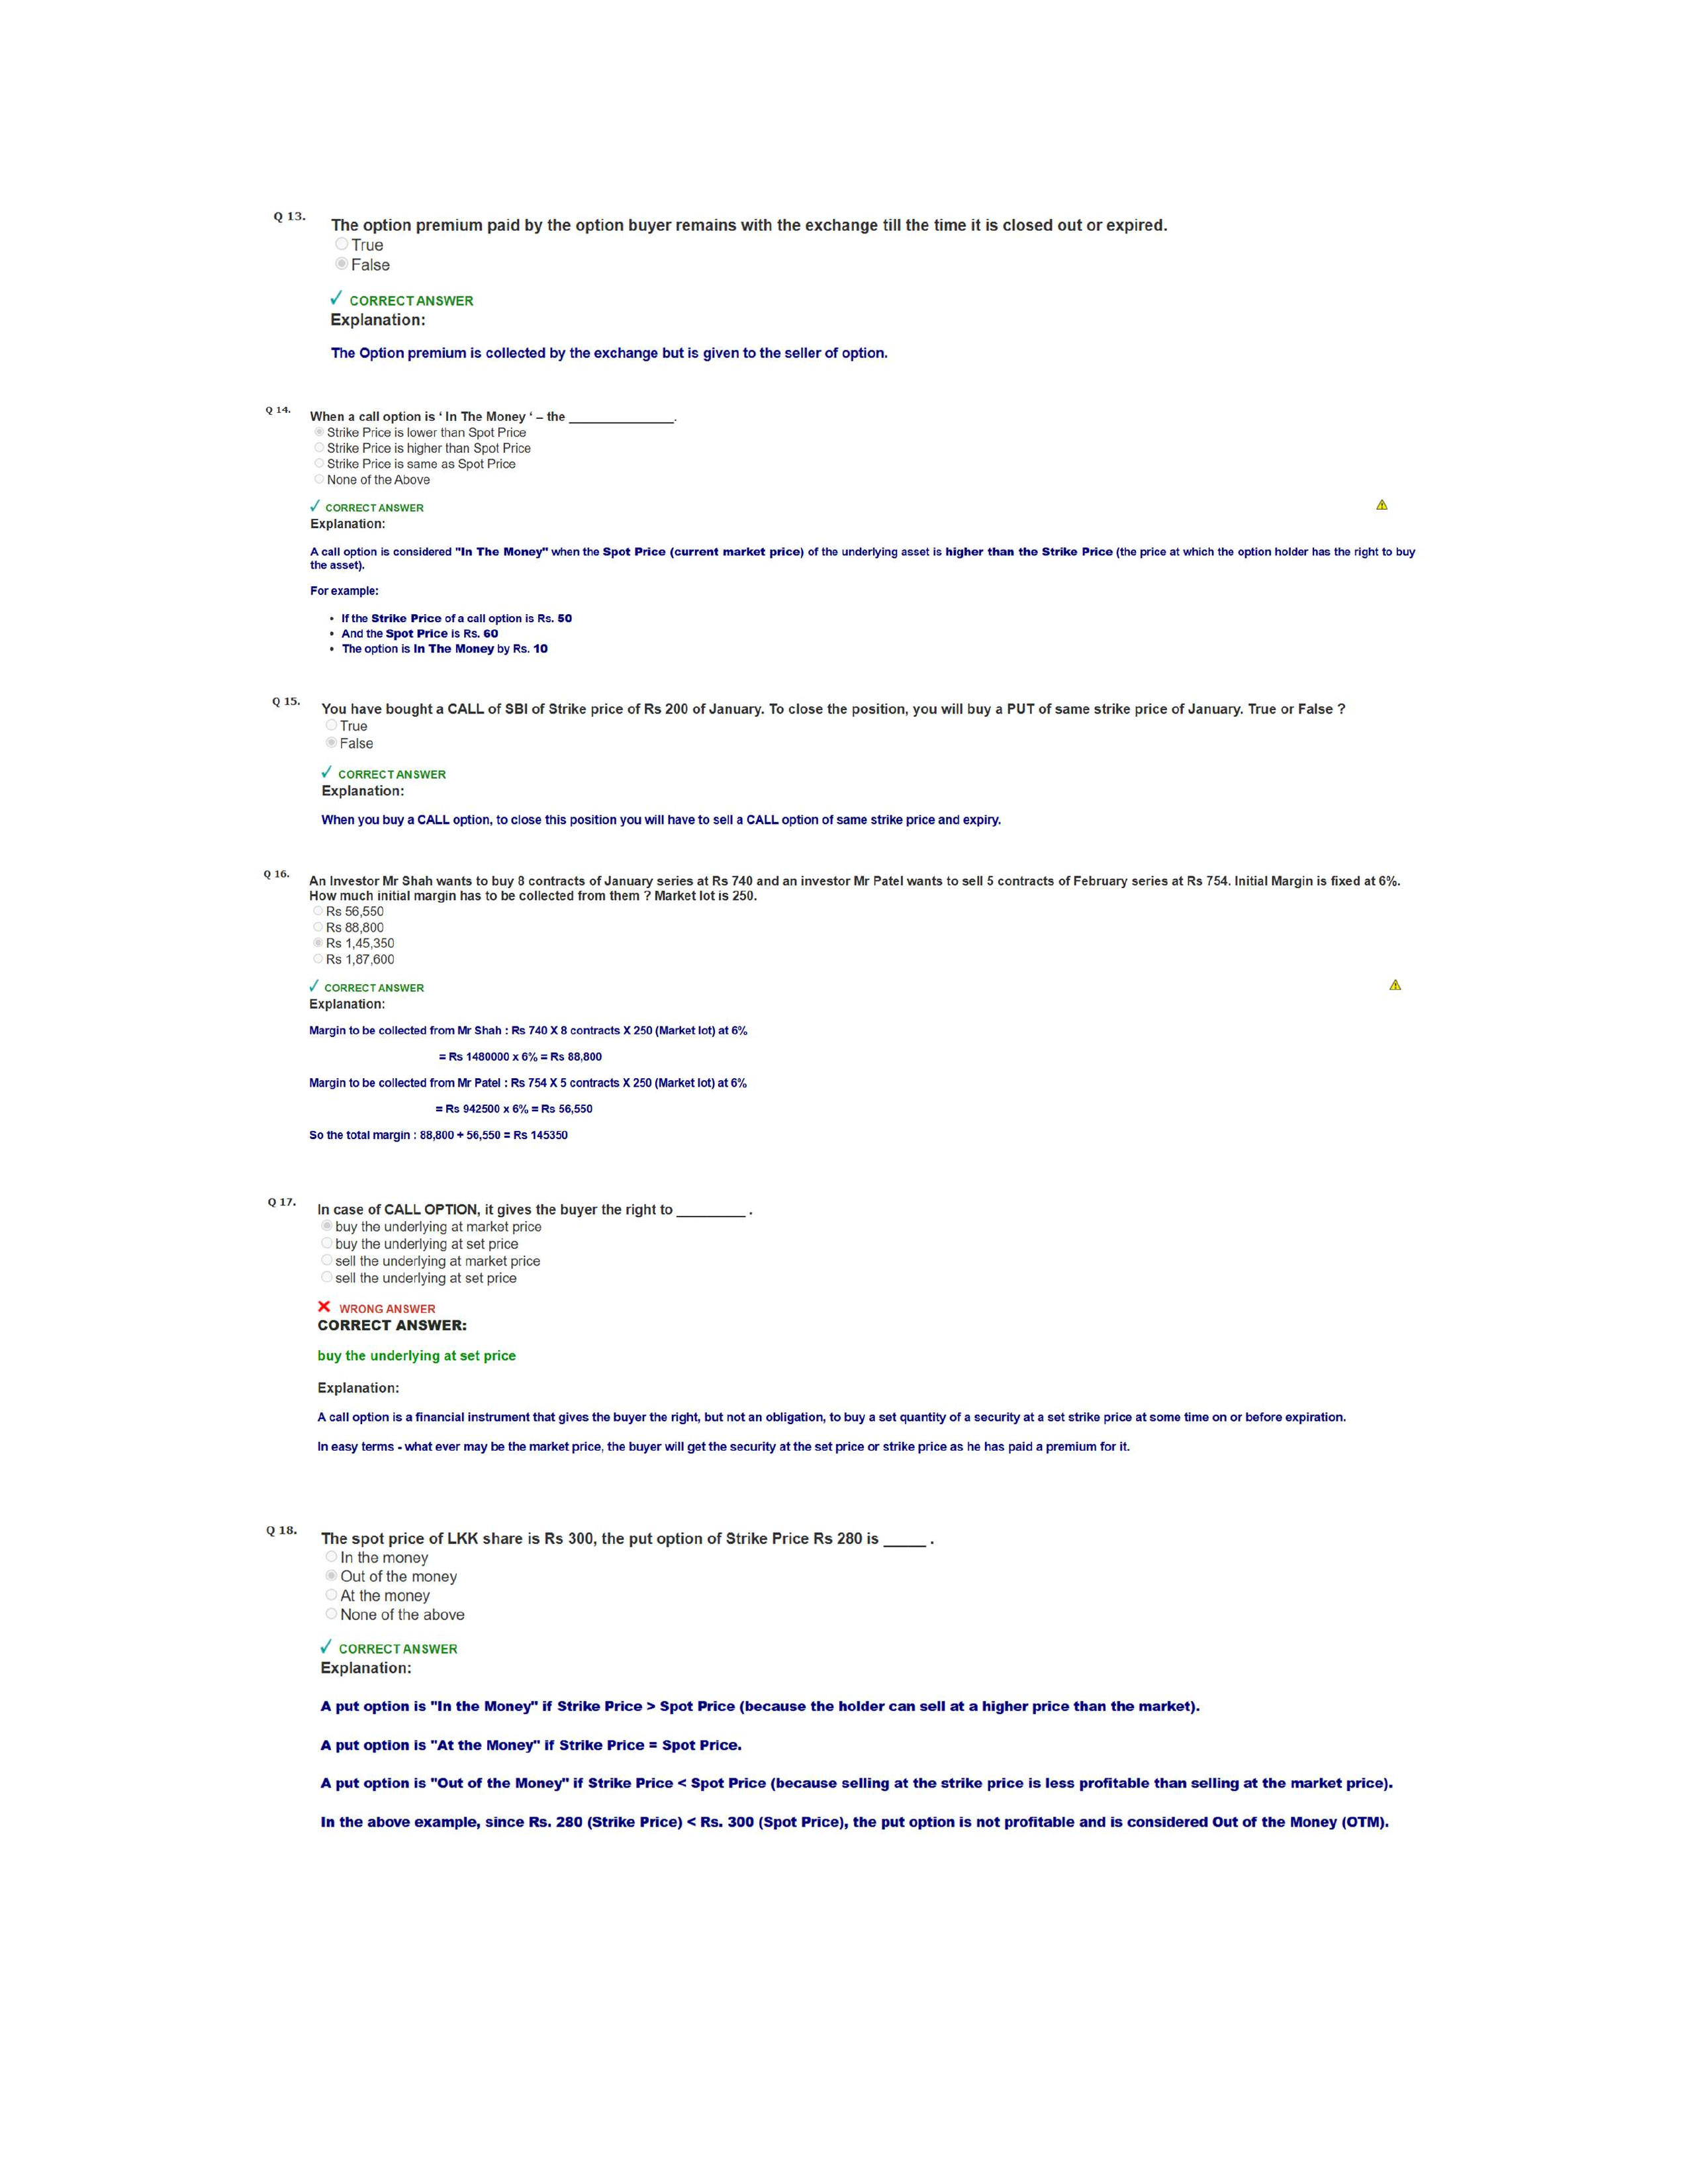 Q 13.
The option premium paid by the option buyer remains with the exchange till the time it is closed out or expired.
True
False
✓ CORRECT ANSWER
Explanation:
The Option premium is collected by the exchange but is given to the seller of option.
Q 14.
When a call option is ‘ In The Money ‘ – the _______________.
Strike Price is lower than Spot Price
Strike Price is higher than Spot Price
Strike Price is same as Spot Price
None of the Above
✓ CORRECT ANSWER
Explanation:
A call option is considered "In The Money" when the Spot Price (current market price) of the underlying asset is higher than the Strike Price (the price at which the option holder has the right to buy
the asset).
For example:
• If the Strike Price of a call option is Rs. 50
• And the Spot Price is Rs. 60
• The option is In The Money by Rs. 10
Q 15.
You have bought a CALL of SBI of Strike price of Rs 200 of January. To close the position, you will buy a PUT of same strike price of January. True or False ?
True
False
✓ CORRECT ANSWER
Explanation:
When you buy a CALL option, to close this position you will have to sell a CALL option of same strike price and expiry.
Q 16.
An Investor Mr Shah wants to buy 8 contracts of January series at Rs 740 and an investor Mr Patel wants to sell 5 contracts of February series at Rs 754. Initial Margin is fixed at 6%.
How much initial margin has to be collected from them ? Market lot is 250.
Rs 56,550
Rs 88,800
Rs 1,45,350
Rs 1,87,600
✓ CORRECT ANSWER
Explanation:
Margin to be collected from Mr Shah : Rs 740 X 8 contracts X 250 (Market lot) at 6%
= Rs 1480000 x 6% = Rs 88,800
Margin to be collected from Mr Patel : Rs 754 X 5 contracts X 250 (Market lot) at 6%
= Rs 942500 x 6% = Rs 56,550
So the total margin : 88,800 + 56,550 = Rs 145350
Q 17.
In case of CALL OPTION, it gives the buyer the right to _________ .
buy the underlying at market price
buy the underlying at set price
sell the underlying at market price
sell the underlying at set price
✕ WRONG ANSWER
CORRECT ANSWER:
buy the underlying at set price
Explanation:
A call option is a financial instrument that gives the buyer the right, but not an obligation, to buy a set quantity of a security at a set strike price at some time on or before expiration.
In easy terms - what ever may be the market price, the buyer will get the security at the set price or strike price as he has paid a premium for it.
Q 18.
The spot price of LKK share is Rs 300, the put option of Strike Price Rs 280 is _____ .
In the money
Out of the money
At the money
None of the above
✓ CORRECT ANSWER
Explanation:
A put option is "In the Money" if Strike Price > Spot Price (because the holder can sell at a higher price than the market).
A put option is "At the Money" if Strike Price = Spot Price.
A put option is "Out of the Money" if Strike Price < Spot Price (because selling at the strike price is less profitable than selling at the market price).
In the above example, since Rs. 280 (Strike Price) < Rs. 300 (Spot Price), the put option is not profitable and is considered Out of the Money (OTM).